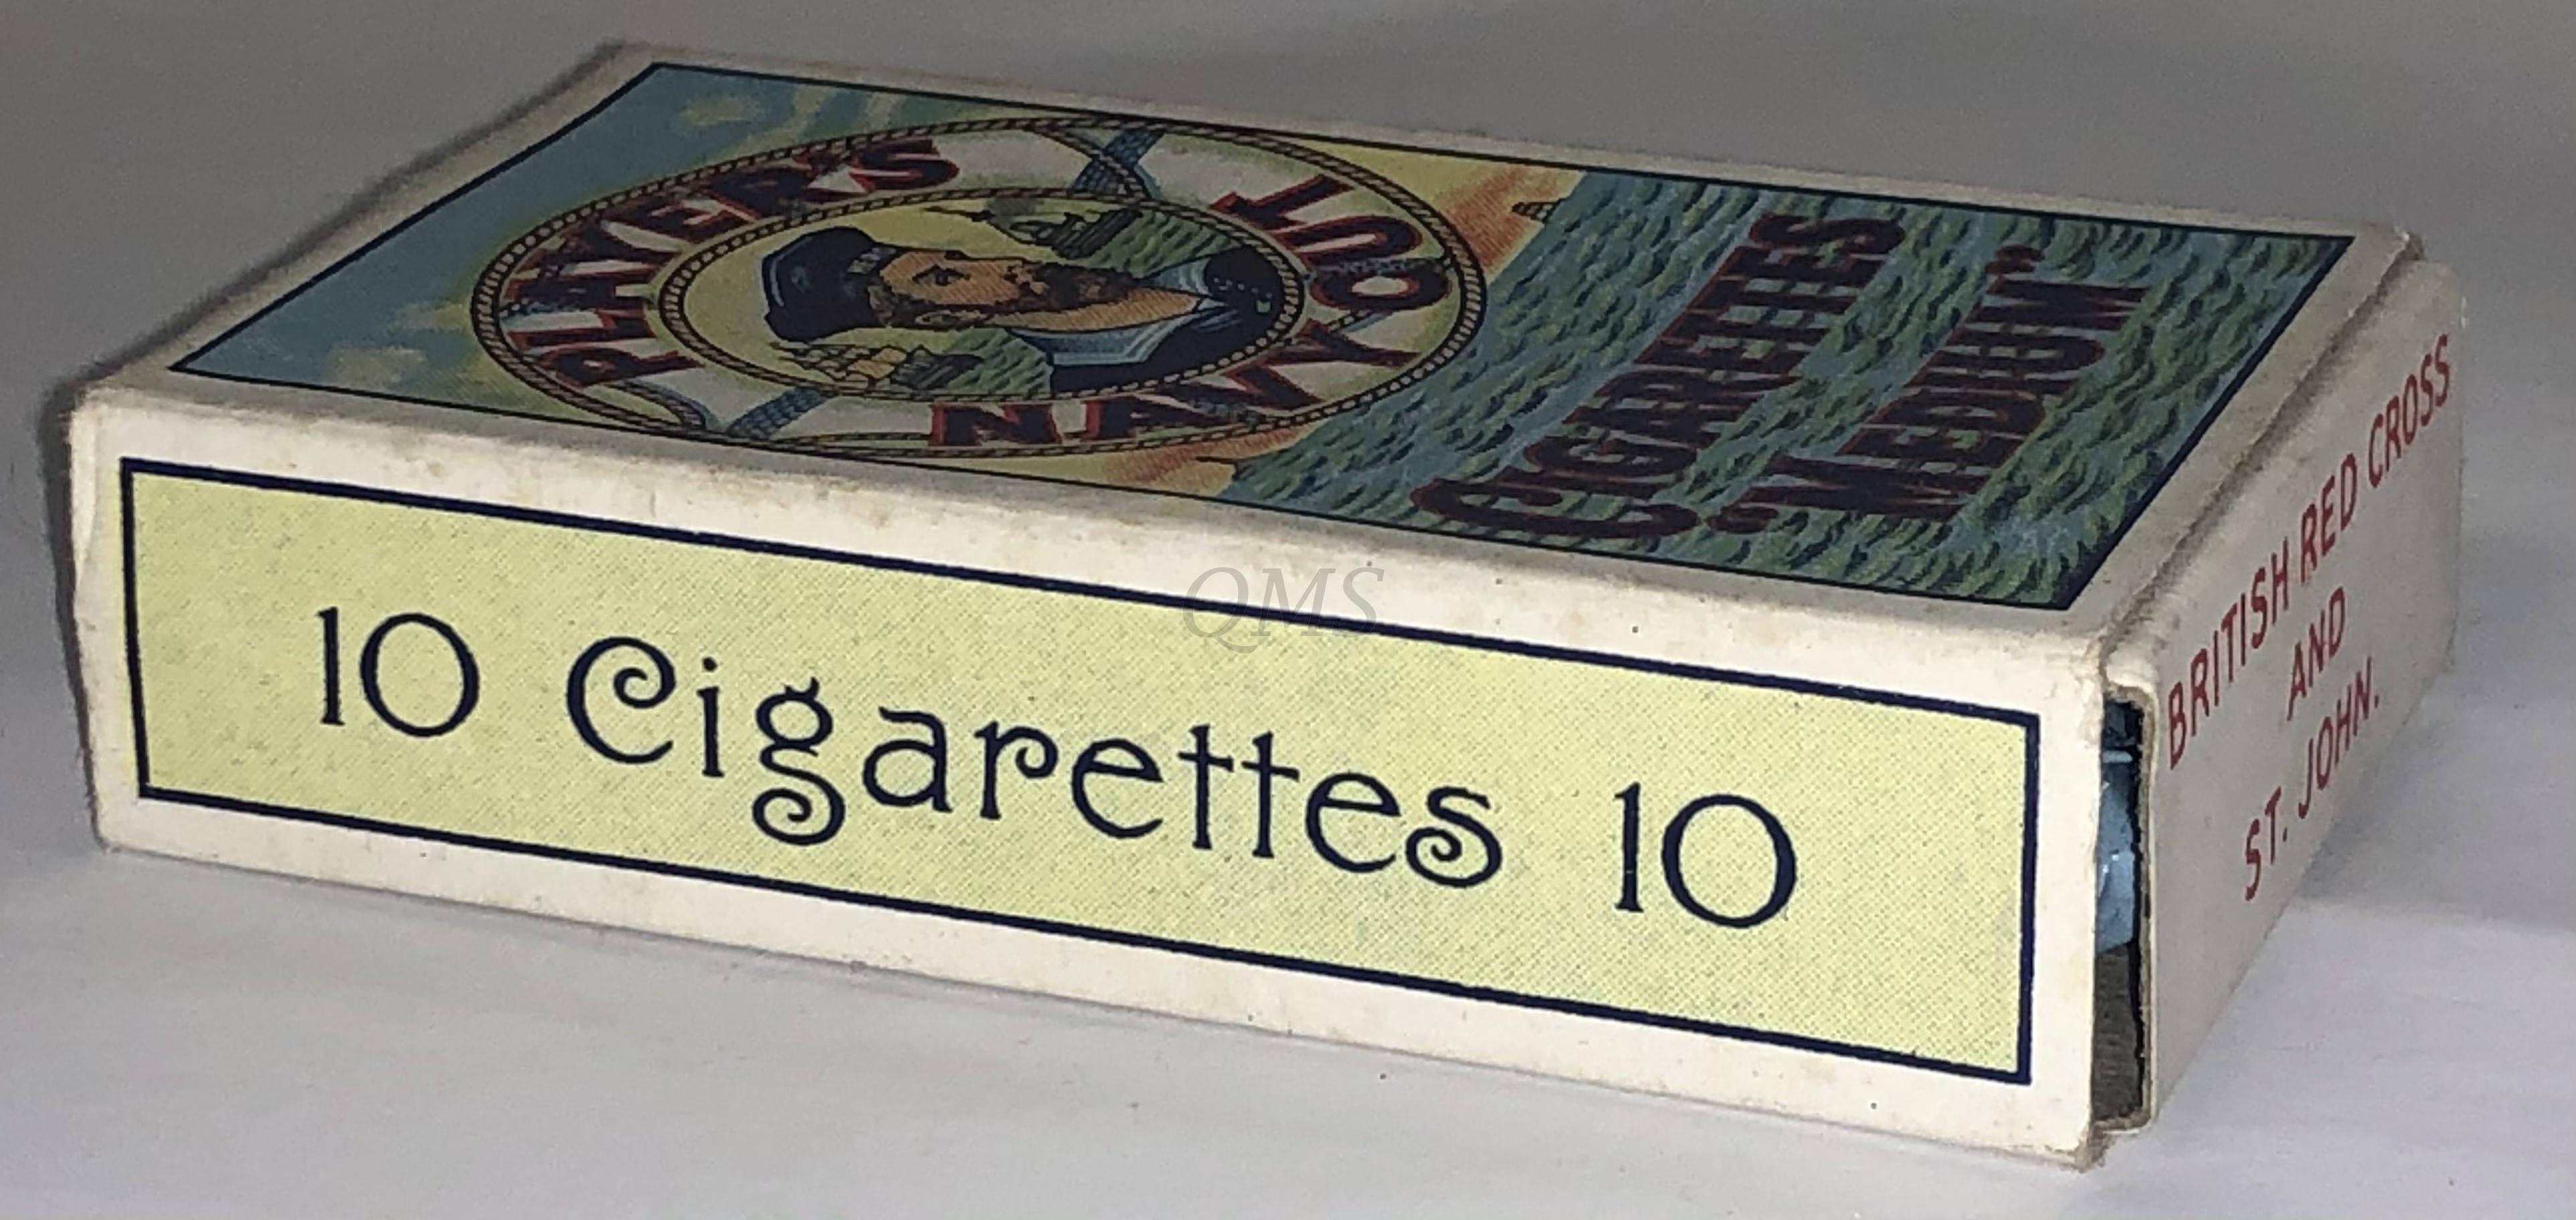 PLAYER'S
NAVY CUT
CIGARETTES
"MEDIUM"
10 Cigarettes 10
BRITISH RED CROSS
AND
ST. JOHN.
QMS